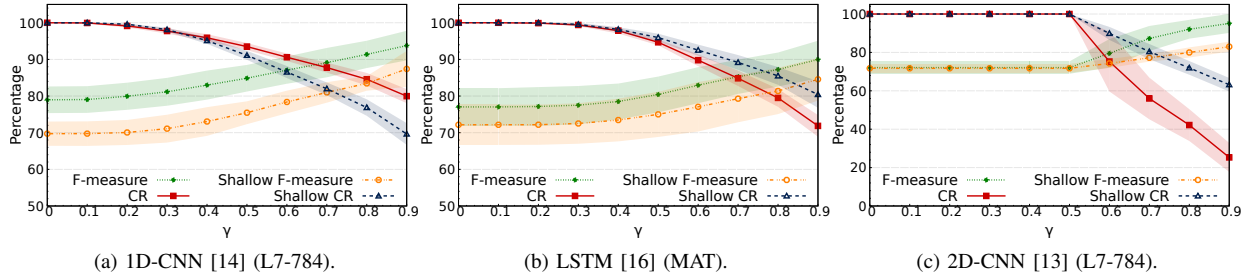 100
90
80
70
60
50
Percentage
F-measure
CR
Shallow F-measure
Shallow CR
0 0.1 0.2 0.3 0.4 0.5 0.6 0.7 0.8 0.9
γ
(a) 1D-CNN [14] (L7-784).
100
90
80
70
60
50
Percentage
F-measure
CR
Shallow F-measure
Shallow CR
0 0.1 0.2 0.3 0.4 0.5 0.6 0.7 0.8 0.9
γ
(b) LSTM [16] (MAT).
100
80
60
40
20
0
Percentage
F-measure
CR
Shallow F-measure
Shallow CR
0 0.1 0.2 0.3 0.4 0.5 0.6 0.7 0.8 0.9
γ
(c) 2D-CNN [13] (L7-784).